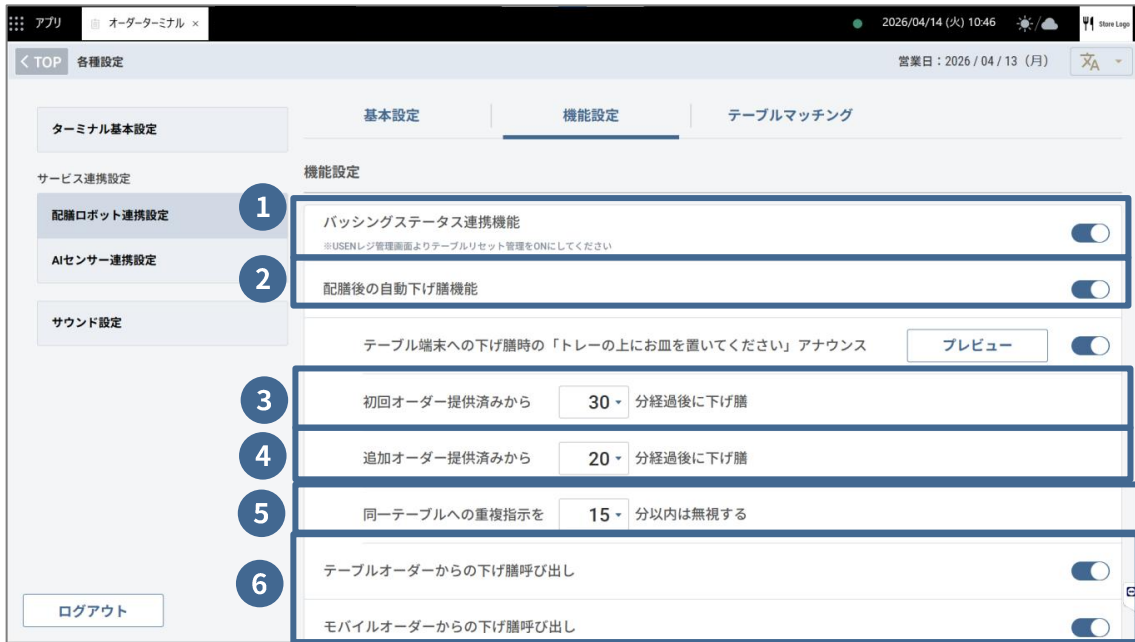 アプリ
オーダーターミナル ×
2026/04/14 (火) 10:46
Store Logo
< TOP
各種設定
営業日：2026 / 04 / 13（月）
ターミナル基本設定
サービス連携設定
配膳ロボット連携設定
AIセンサー連携設定
サウンド設定
ログアウト
基本設定
機能設定
テーブルマッチング
機能設定
1
バッシングステータス連携機能
※USENレジ管理画面よりテーブルリセット管理をONにしてください
2
配膳後の自動下げ膳機能
テーブル端末への下げ膳時の「トレーの上にお皿を置いてください」アナウンス
プレビュー
3
初回オーダー提供済みから 30 分経過後に下げ膳
4
追加オーダー提供済みから 20 分経過後に下げ膳
5
同一テーブルへの重複指示を 15 分以内は無視する
6
テーブルオーダーからの下げ膳呼び出し
モバイルオーダーからの下げ膳呼び出し